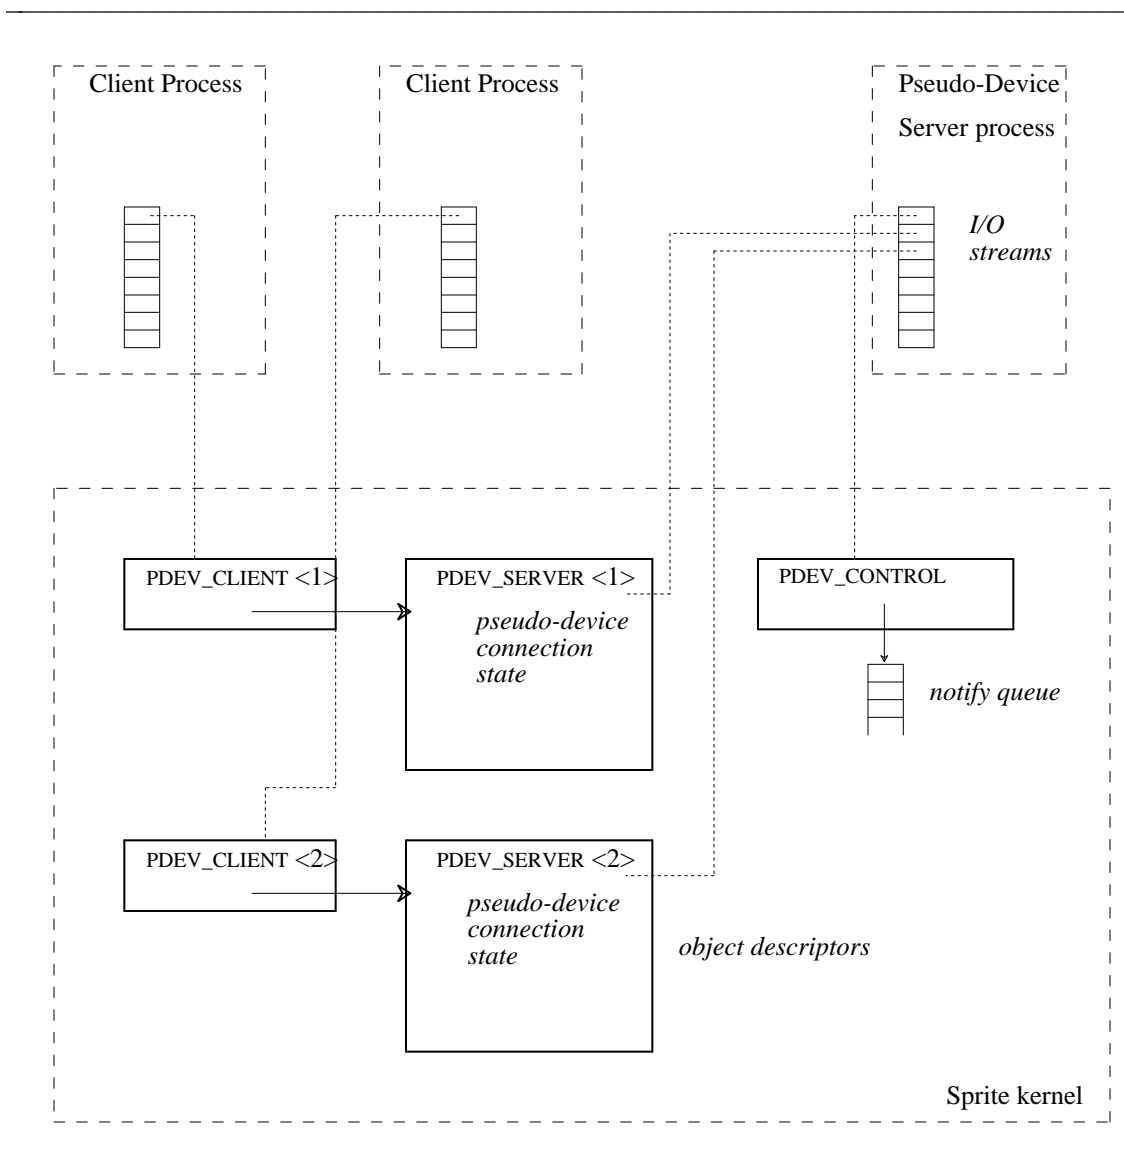 Client Process
Client Process
Pseudo-Device
Server process
I/O
streams
PDEV_CLIENT <1>
PDEV_SERVER <1>
pseudo-device
connection
state
PDEV_CONTROL
notify queue
PDEV_CLIENT <2>
PDEV_SERVER <2>
pseudo-device
connection
state
object descriptors
Sprite kernel